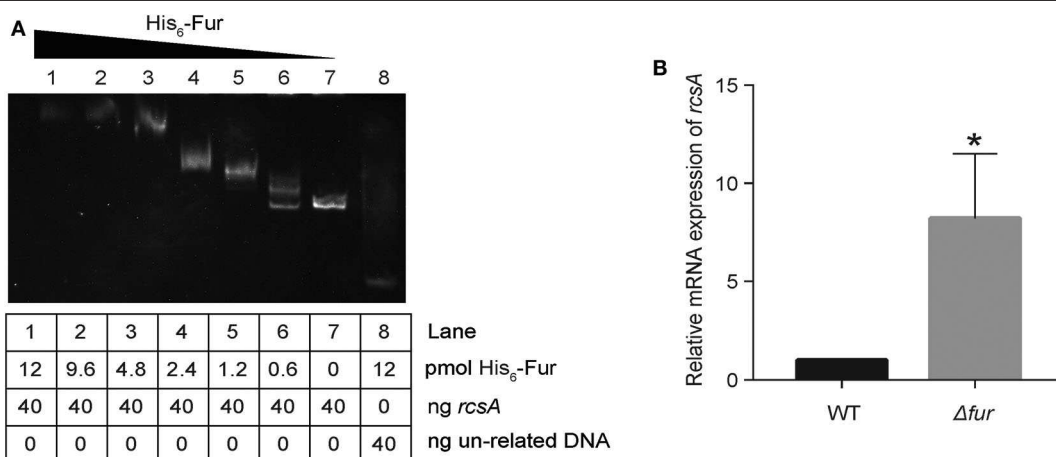 A
His6-Fur
1 2 3 4 5 6 7 8
1 2 3 4 5 6 7 8 Lane
12 9.6 4.8 2.4 1.2 0.6 0 12 pmol His6-Fur
40 40 40 40 40 40 40 0 ng rcsA
0 0 0 0 0 0 0 40 ng un-related DNA
B
Relative mRNA expression of rcsA
15
10
5
0
*
WT Δfur